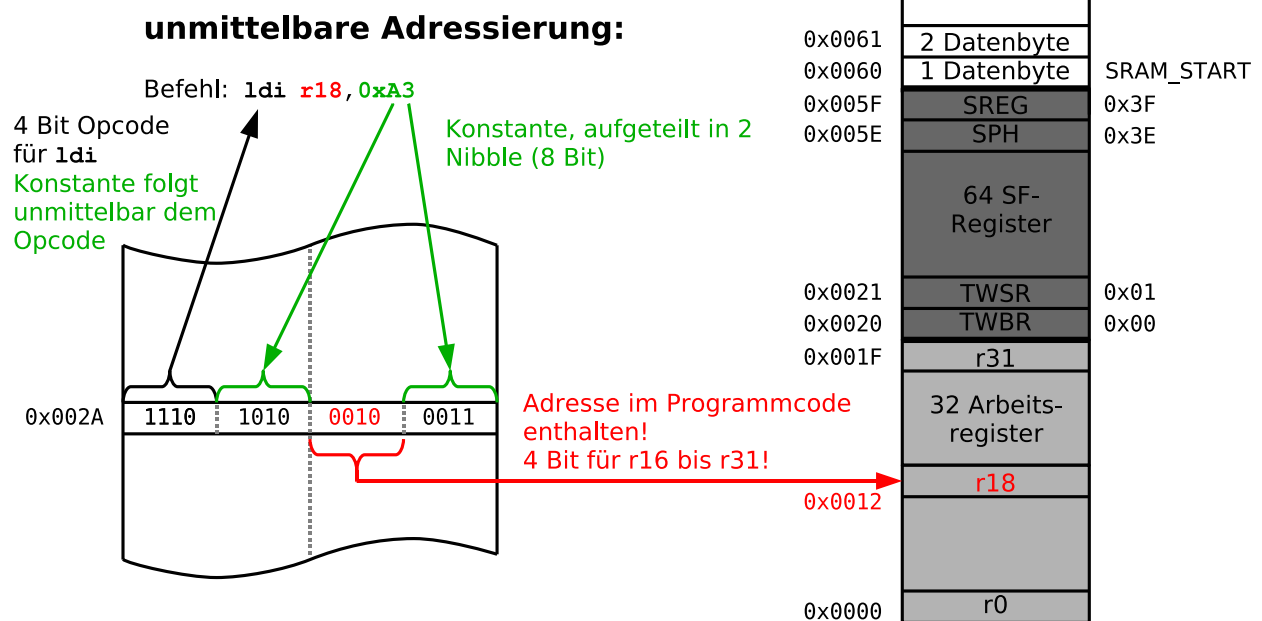 unmittelbare Adressierung:
Befehl: ldi r18,0xA3
4 Bit Opcode
für ldi
Konstante folgt
unmittelbar dem
Opcode
Konstante, aufgeteilt in 2
Nibble (8 Bit)
0x002A 1110 1010 0010 0011
Adresse im Programmcode
enthalten!
4 Bit für r16 bis r31!
0x0061 2 Datenbyte
0x0060 1 Datenbyte SRAM_START
0x005F SREG 0x3F
0x005E SPH 0x3E
64 SF-
Register
0x0021 TWSR 0x01
0x0020 TWBR 0x00
0x001F r31
32 Arbeits-
register
r18
0x0012
0x0000 r0